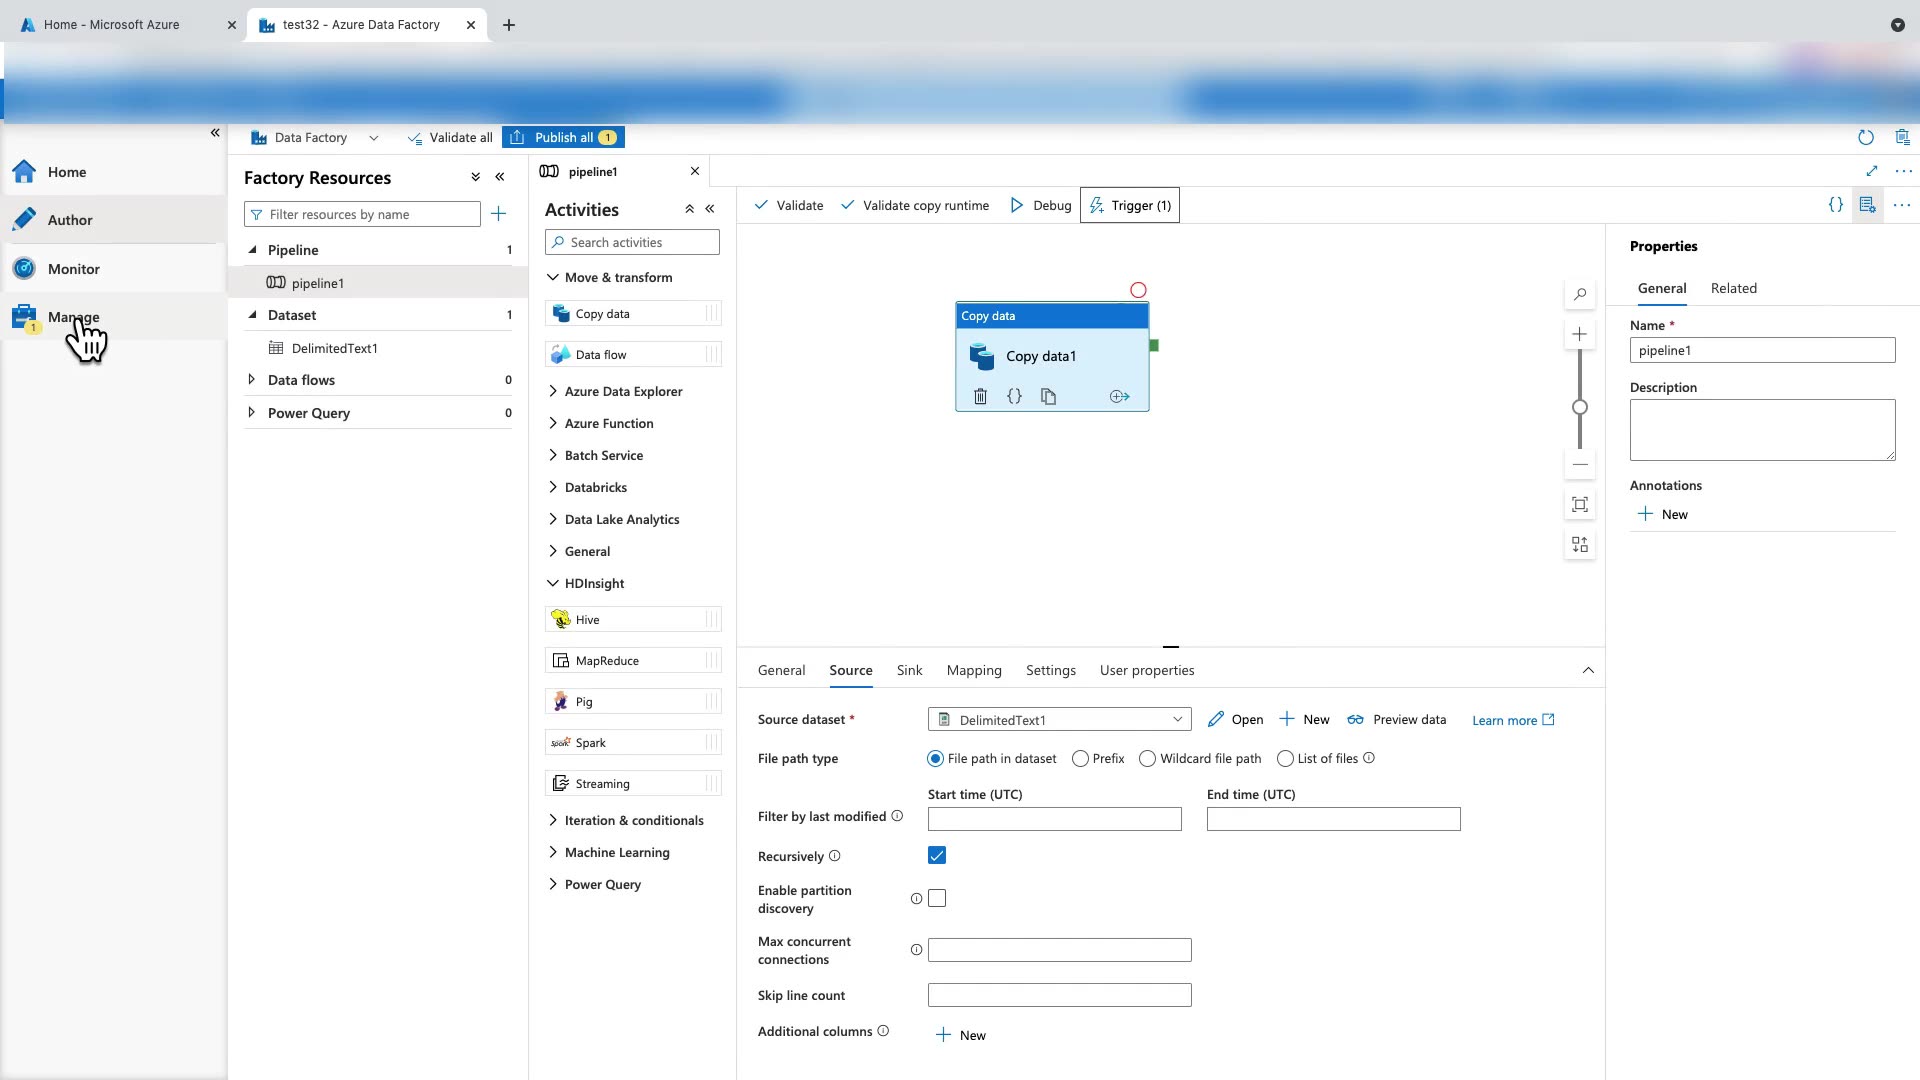 Home - Microsoft Azure
test32 - Azure Data Factory
Data Factory
Validate all
Publish all 1
Home
Author
Monitor
Manage
1
Factory Resources
Filter resources by name
Pipeline 1
pipeline1
Dataset 1
DelimitedText1
Data flows 0
Power Query 0
pipeline1
Activities
Search activities
Move & transform
Copy data
Data flow
Azure Data Explorer
Azure Function
Batch Service
Databricks
Data Lake Analytics
General
HDInsight
Hive
MapReduce
Pig
Spark
Spark
Streaming
Iteration & conditionals
Machine Learning
Power Query
Validate
Validate copy runtime
Debug
Trigger (1)
Copy data
Copy data1
General Source Sink Mapping Settings User properties
Source dataset * DelimitedText1 Open New Preview data Learn more
File path type File path in dataset Prefix Wildcard file path List of files
Start time (UTC) End time (UTC)
Filter by last modified
Recursively
Enable partition
discovery
Max concurrent
connections
Skip line count
Additional columns New
Properties
General Related
Name *
pipeline1
Description
Annotations
New